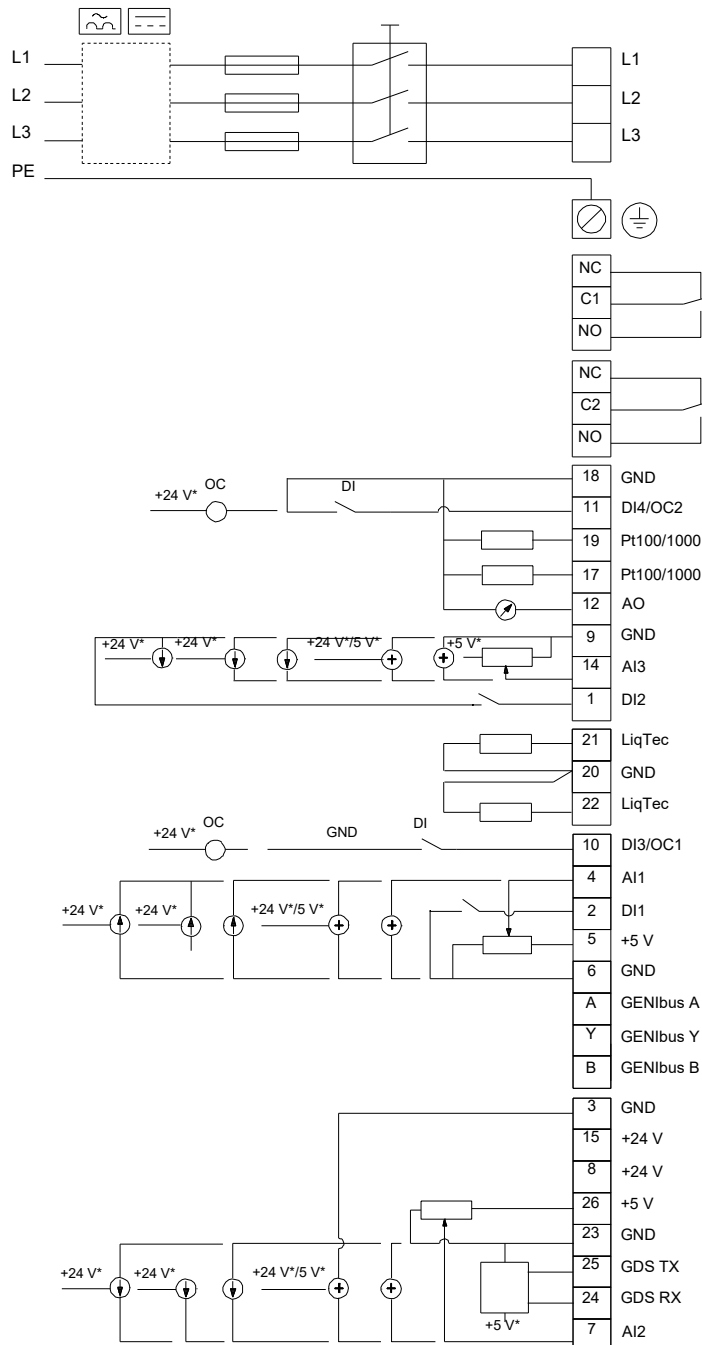 L1 L1
L2 L2
L3 L3
PE
NC
C1
NO
NC
C2
NO
+24 V* OC DI 18 GND
11 DI4/OC2
19 Pt100/1000
17 Pt100/1000
12 AO
+24 V* +24 V* +24 V*/5 V* +5 V* 9 GND
14 AI3
1 DI2
21 LiqTec
20 GND
22 LiqTec
+24 V* OC GND DI 10 DI3/OC1
4 AI1
+24 V* +24 V* +24 V*/5 V* 2 DI1
5 +5 V
6 GND
A GENIbus A
Y GENIbus Y
B GENIbus B
3 GND
15 +24 V
8 +24 V
26 +5 V
23 GND
+24 V* +24 V* +24 V*/5 V* 25 GDS TX
24 GDS RX
+5 V* 7 AI2